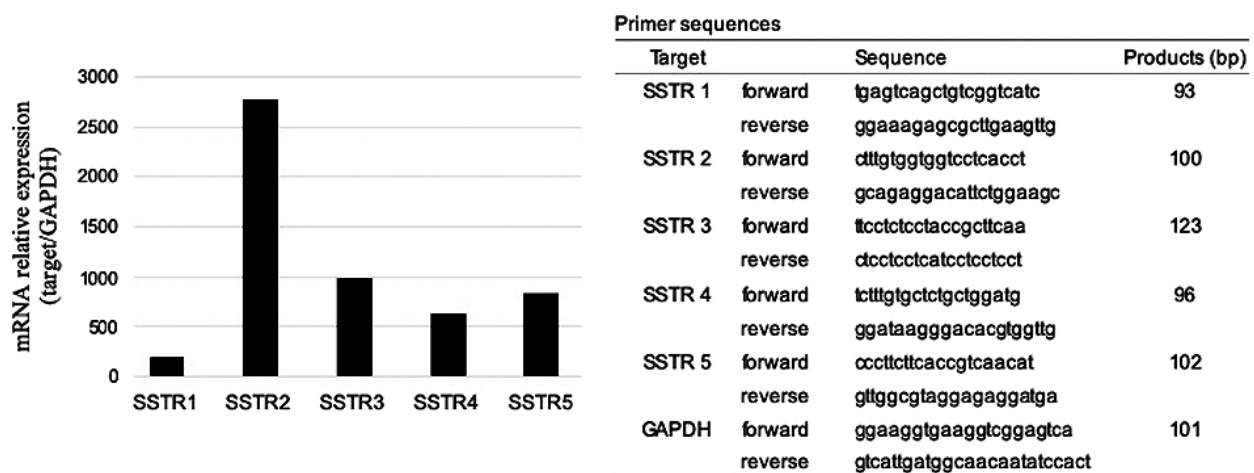 mRNA relative expression
(target/GAPDH)
3000
2500
2000
1500
1000
500
0
SSTR1 SSTR2 SSTR3 SSTR4 SSTR5
Primer sequences
Target Sequence Products (bp)
SSTR 1 forward tgagtcagctgtcggtcatc 93
reverse ggaaagagcgcttgaagttg
SSTR 2 forward ctttgtggtggtcctcacct 100
reverse gcagaggacattctggaagc
SSTR 3 forward ttcctctcctaccgcttcaa 123
reverse ctcctcctcatcctcctcct
SSTR 4 forward tctttgtgctctgctggatg 96
reverse ggataagggacacgtggttg
SSTR 5 forward cccttcttcaccgtcaacat 102
reverse gttggcgtaggagaggatga
GAPDH forward ggaaggtgaaggtcggagtca 101
reverse gtcattgatggcaacaatatccact